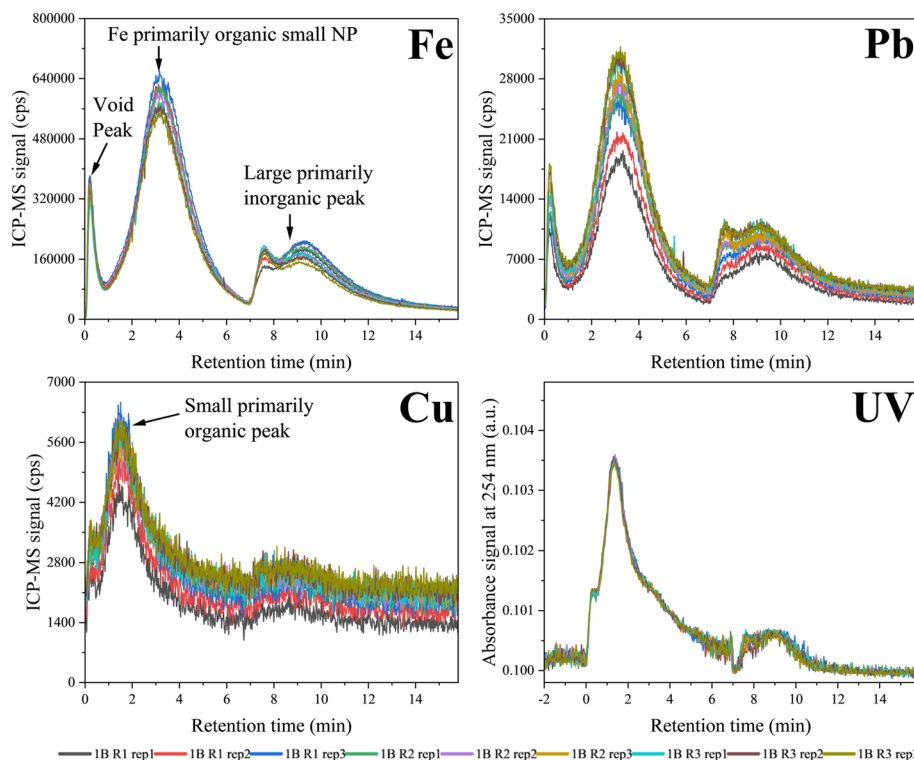 Fe
800000
640000
480000
320000
160000
0
ICP-MS signal (cps)
Fe primarily organic small NP
Void
Peak
Large primarily
inorganic peak
0 2 4 6 8 10 12 14
Retention time (min)
Pb
35000
28000
21000
14000
7000
0
ICP-MS signal (cps)
0 2 4 6 8 10 12 14
Retention time (min)
Cu
7000
5600
4200
2800
1400
0
ICP-MS signal (cps)
Small primarily
organic peak
0 2 4 6 8 10 12 14
Retention time (min)
UV
0.104
0.103
0.102
0.101
0.100
Absorbance signal at 254 nm (a.u.)
-2 0 2 4 6 8 10 12 14
Retention time (min)
1B R1 rep1 1B R1 rep2 1B R1 rep3 1B R2 rep1 1B R2 rep2 1B R2 rep3 1B R3 rep1 1B R3 rep2 1B R3